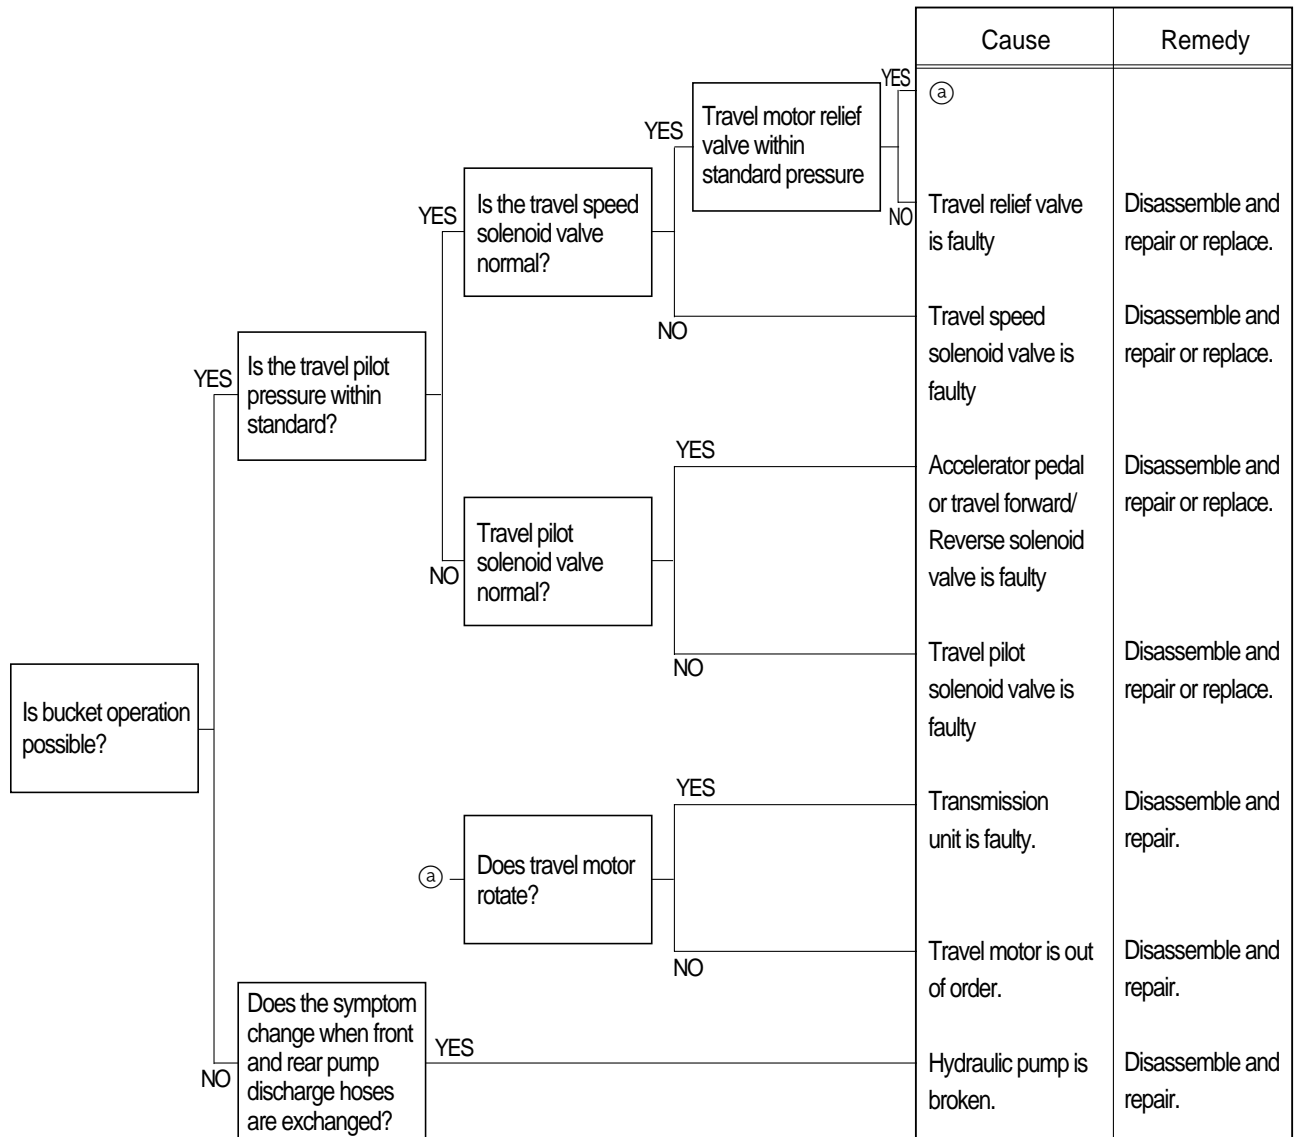 Cause
Remedy
YES
ⓐ
Travel motor relief
valve within
standard pressure
YES
NO
Travel relief valve
is faulty
Disassemble and
repair or replace.
Is the travel speed
solenoid valve
normal?
YES
NO
Travel speed
solenoid valve is
faulty
Disassemble and
repair or replace.
Is the travel pilot
pressure within
standard?
YES
YES
Accelerator pedal
or travel forward/
Reverse solenoid
valve is faulty
Disassemble and
repair or replace.
Travel pilot
solenoid valve
normal?
NO
NO
Travel pilot
solenoid valve is
faulty
Disassemble and
repair or replace.
Is bucket operation
possible?
YES
Transmission
unit is faulty.
Disassemble and
repair.
ⓐ
Does travel motor
rotate?
NO
Travel motor is out
of order.
Disassemble and
repair.
Does the symptom
change when front
and rear pump
discharge hoses
are exchanged?
NO
YES
Hydraulic pump is
broken.
Disassemble and
repair.